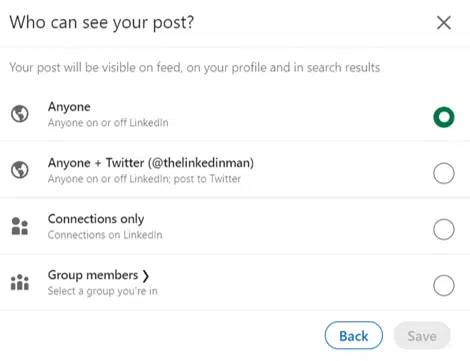 Who can see your post?
Your post will be visible on feed, on your profile and in search results
Anyone
Anyone on or off LinkedIn
Anyone + Twitter (@thelinkedinman)
Anyone on or off LinkedIn; post to Twitter
Connections only
Connections on LinkedIn
Group members ❯
Select a group you're in
Back Save